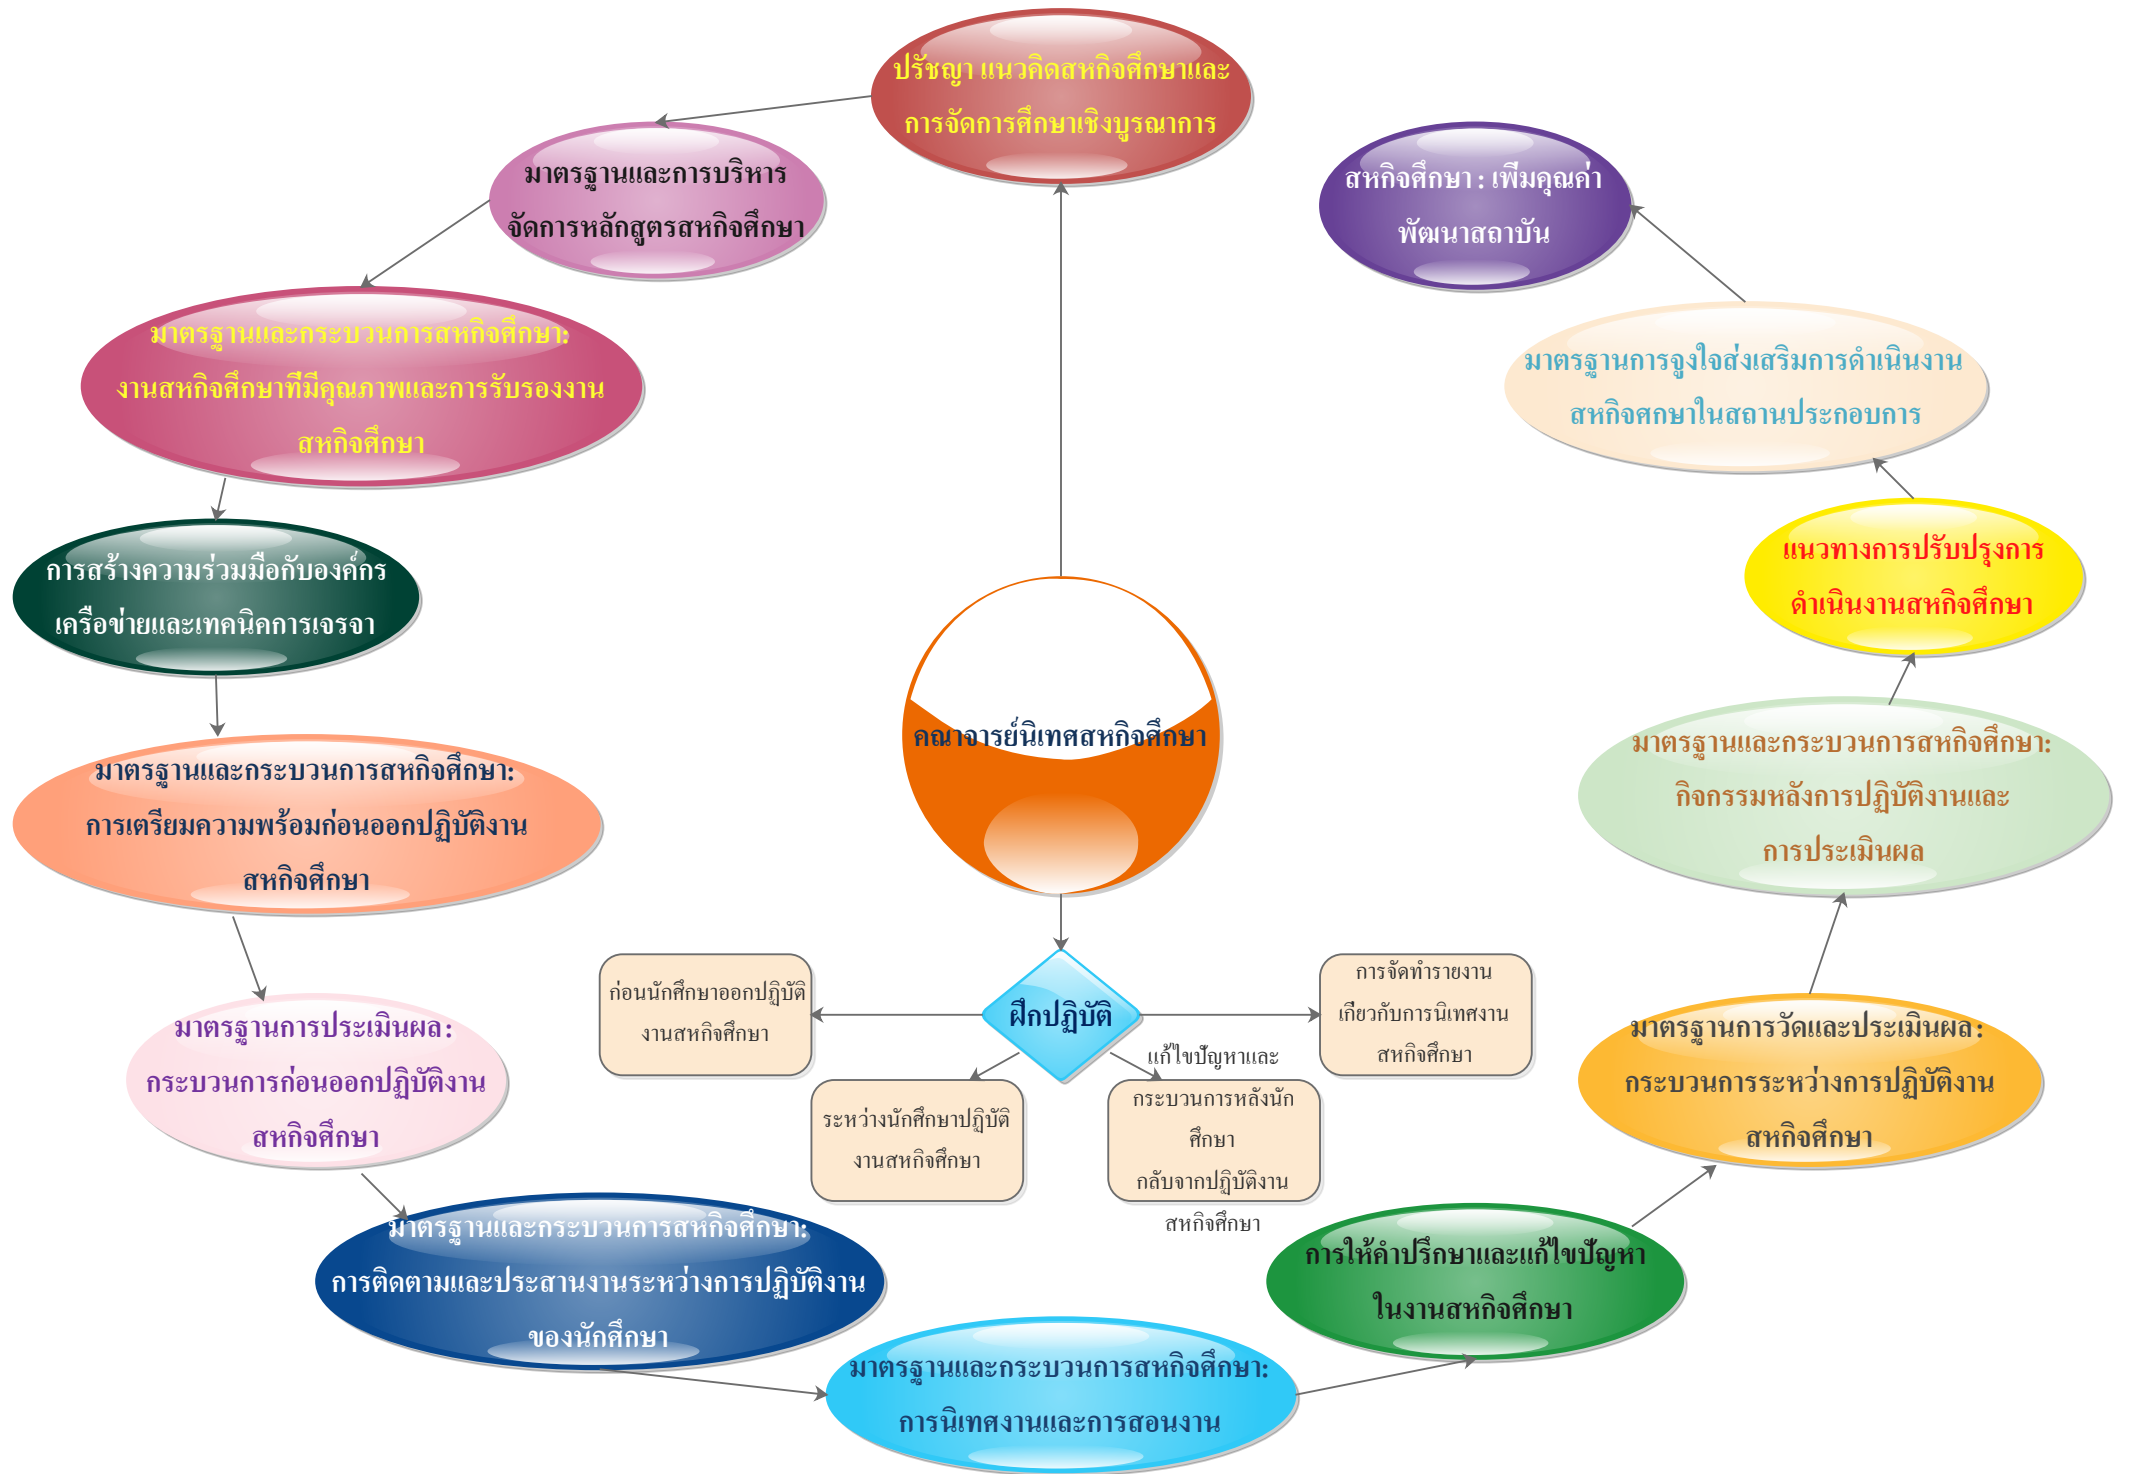 ปรัชญา แนวคิดสหกิจศึกษาและ
การจัดการศึกษาเชิงบูรณาการ
มาตรฐานและการบริหาร
จัดการหลักสูตรสหกิจศึกษา
มาตรฐานและกระบวนการสหกิจศึกษา:
งานสหกิจศึกษาที่มีคุณภาพและการรับรองงาน
สหกิจศึกษา
การสร้างความร่วมมือกับองค์กร
เครือข่ายและเทคนิคการเจรจา
มาตรฐานและกระบวนการสหกิจศึกษา:
การเตรียมความพร้อมก่อนออกปฏิบัติงาน
สหกิจศึกษา
มาตรฐานการประเมินผล:
กระบวนการก่อนออกปฏิบัติงาน
สหกิจศึกษา
มาตรฐานและกระบวนการสหกิจศึกษา:
การติดตามและประสานงานระหว่างการปฏิบัติงาน
ของนักศึกษา
มาตรฐานและกระบวนการสหกิจศึกษา:
การนิเทศงานและการสอนงาน
การให้คำปรึกษาและแก้ไขปัญหา
ในงานสหกิจศึกษา
มาตรฐานการวัดและประเมินผล:
กระบวนการระหว่างการปฏิบัติงาน
สหกิจศึกษา
มาตรฐานและกระบวนการสหกิจศึกษา:
กิจกรรมหลังการปฏิบัติงานและ
การประเมินผล
แนวทางการปรับปรุงการ
ดำเนินงานสหกิจศึกษา
มาตรฐานการจูงใจส่งเสริมการดำเนินงาน
สหกิจศกษาในสถานประกอบการ
สหกิจศึกษา : เพิ่มคุณค่า
พัฒนาสถาบัน
คณาจารย์นิเทศสหกิจศึกษา
ฝึกปฏิบัติ
ก่อนนักศึกษาออกปฏิบัติ
งานสหกิจศึกษา
ระหว่างนักศึกษาปฏิบัติ
งานสหกิจศึกษา
แก้ไขปัญหาและ
กระบวนการหลังนัก
ศึกษา
กลับจากปฏิบัติงาน
สหกิจศึกษา
การจัดทำรายงาน
เกี่ยวกับการนิเทศงาน
สหกิจศึกษา